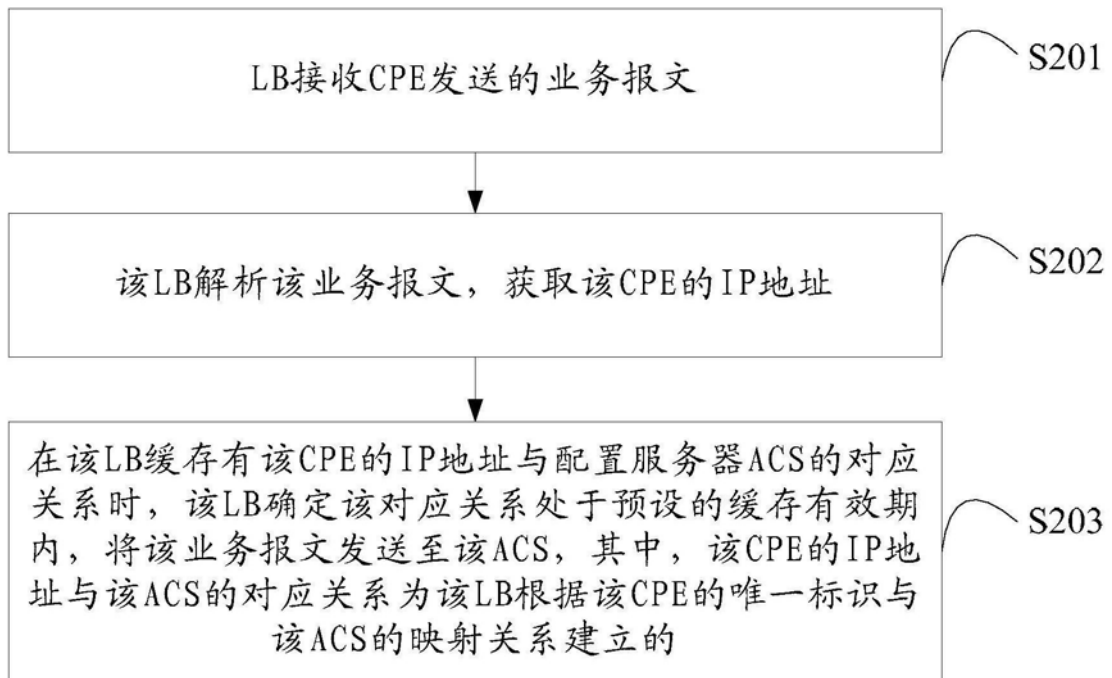 LB接收CPE发送的业务报文
S201
该LB解析该业务报文，获取该CPE的IP地址
S202
在该LB缓存有该CPE的IP地址与配置服务器ACS的对应
关系时，该LB确定该对应关系处于预设的缓存有效期
内，将该业务报文发送至该ACS，其中，该CPE的IP地
址与该ACS的对应关系为该LB根据该CPE的唯一标识与
该ACS的映射关系建立的
S203